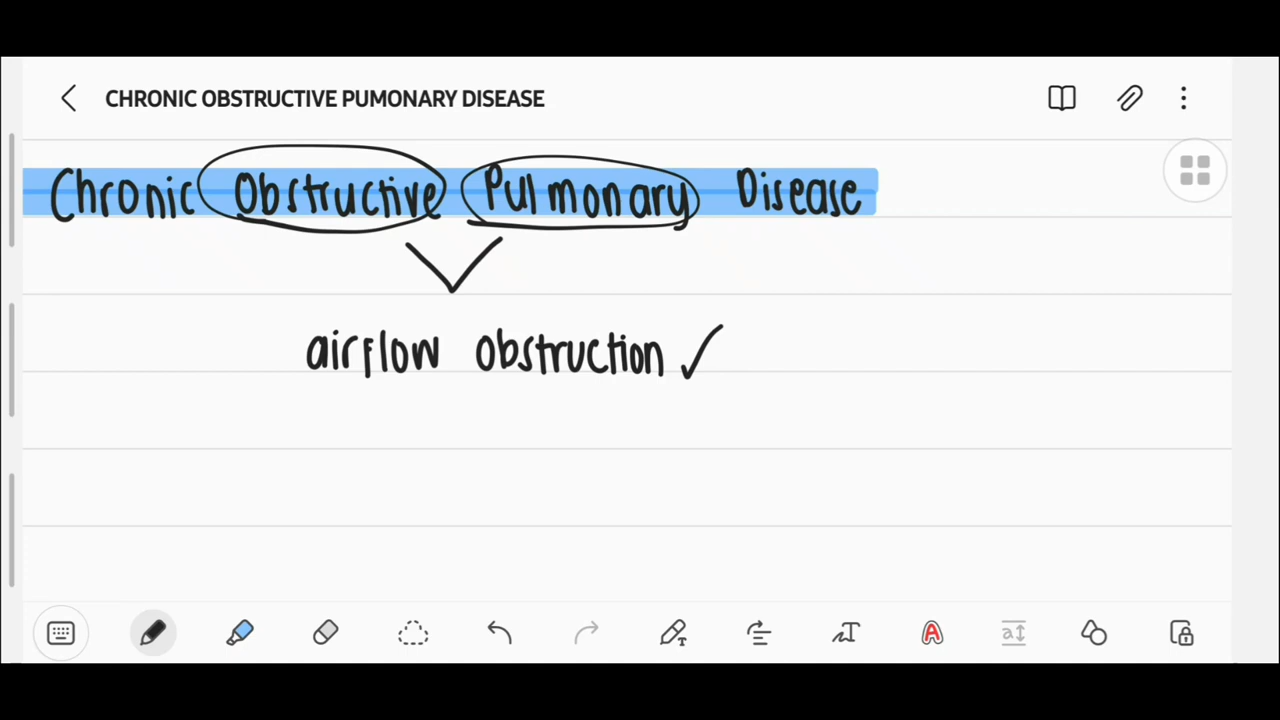 CHRONIC OBSTRUCTIVE PUMONARY DISEASE
Chronic Obstructive Pulmonary Disease
airflow obstruction ✓